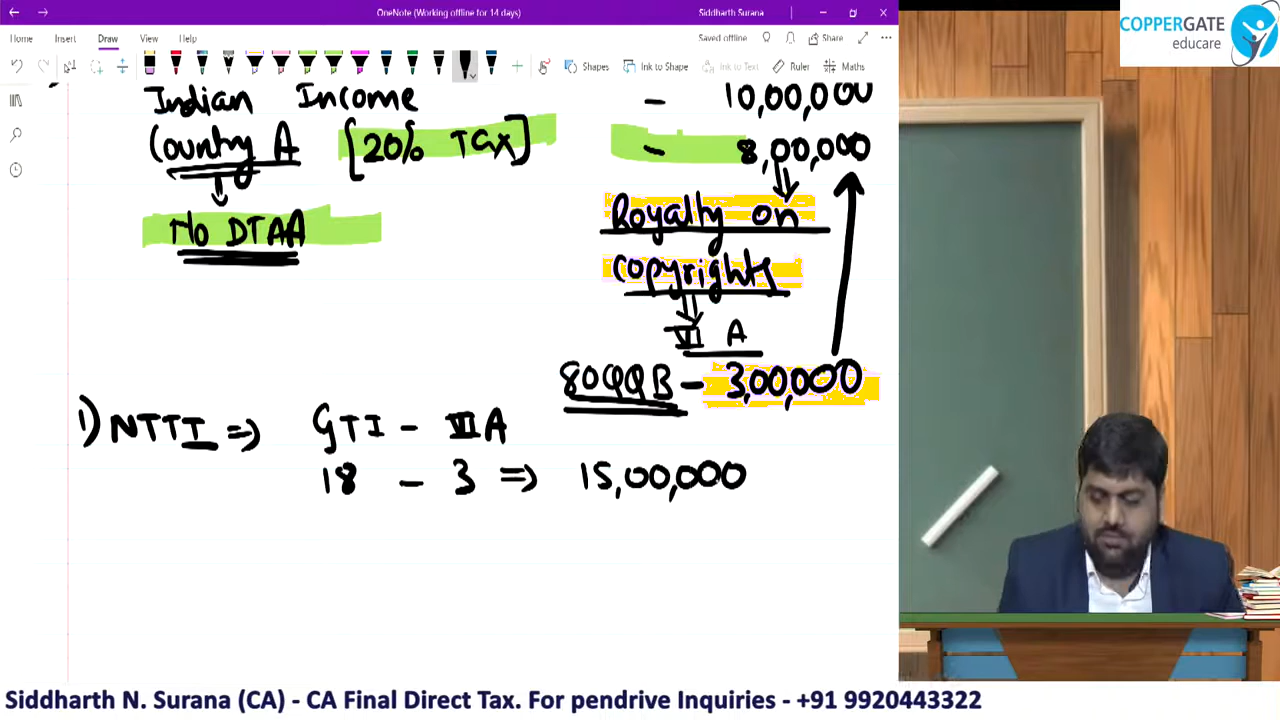 OneNote (Working offline for 14 days)
Siddharth Surana
Home Insert Draw View Help
Saved offline
Share
Shapes
Ink to Shape
Ink to Text
Ruler
Maths
COPPERGATE
educare
Indian Income - 10,00,000
Country A [20% Tax] - 8,00,000
No DTAA
Royalty on
copyrights
VI A
80QQB - 3,00,000
1) NTTI ⇒ GTI - VIA
18 - 3 ⇒ 15,00,000
Siddharth N. Surana (CA) - CA Final Direct Tax. For pendrive Inquiries - +91 9920443322